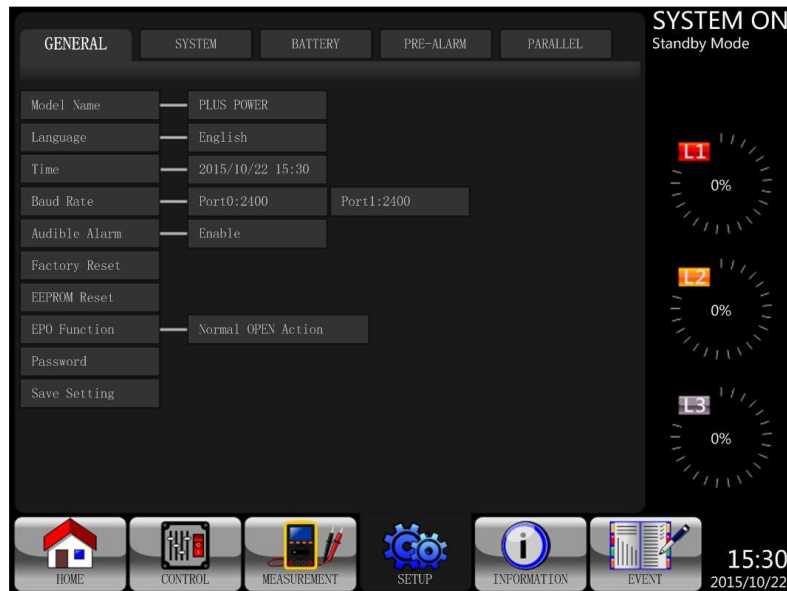 SYSTEM ON
Standby Mode
GENERAL SYSTEM BATTERY PRE-ALARM PARALLEL
Model Name PLUS POWER
Language English
Time 2015/10/22 15:30
Baud Rate Port0:2400 Port1:2400
Audible Alarm Enable
Factory Reset
EEPROM Reset
EPO Function Normal OPEN Action
Password
Save Setting
L1
0%
L2
0%
L3
0%
HOME CONTROL MEASUREMENT SETUP INFORMATION EVENT
15:30
2015/10/22